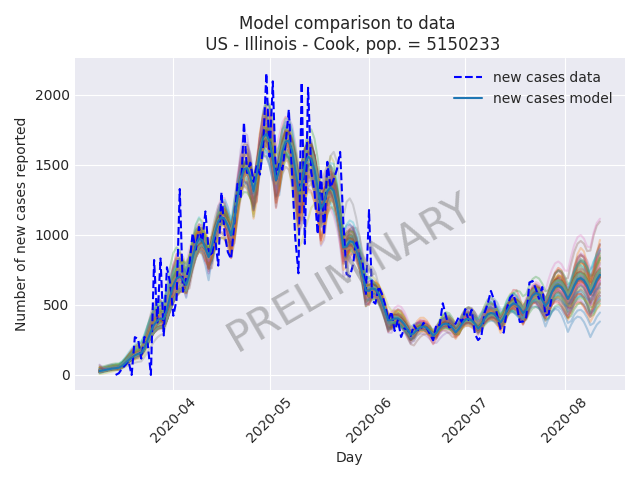 Model comparison to data
US - Illinois - Cook, pop. = 5150233
new cases data
new cases model
Number of new cases reported
2000
1500
1000
500
0
PRELIMINARY
2020-04
2020-05
2020-06
2020-07
2020-08
Day